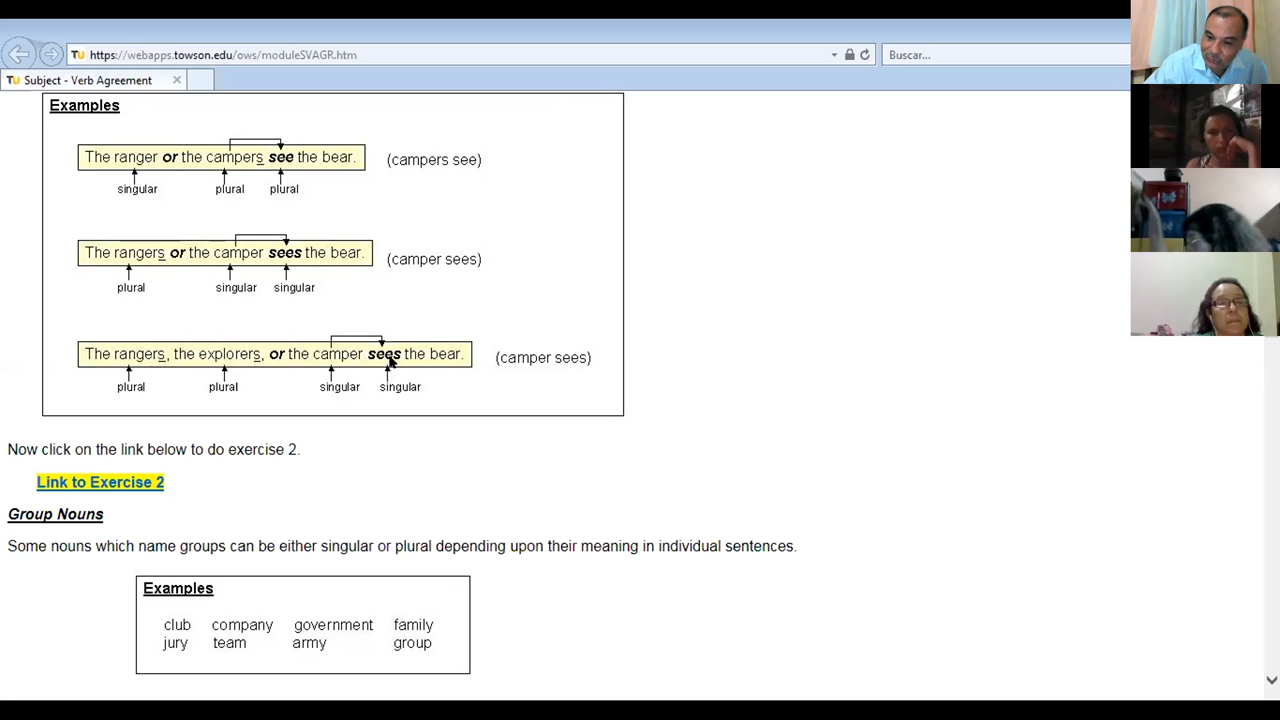 https://webapps.towson.edu/ows/moduleSVAGR.htm
Buscar...
Subject - Verb Agreement
Examples
The ranger or the campers see the bear. (campers see)
singular plural plural
The rangers or the camper sees the bear. (camper sees)
plural singular singular
The rangers, the explorers, or the camper sees the bear. (camper sees)
plural plural singular singular
Now click on the link below to do exercise 2.
Link to Exercise 2
Group Nouns
Some nouns which name groups can be either singular or plural depending upon their meaning in individual sentences.
Examples
club company government family
jury team army group